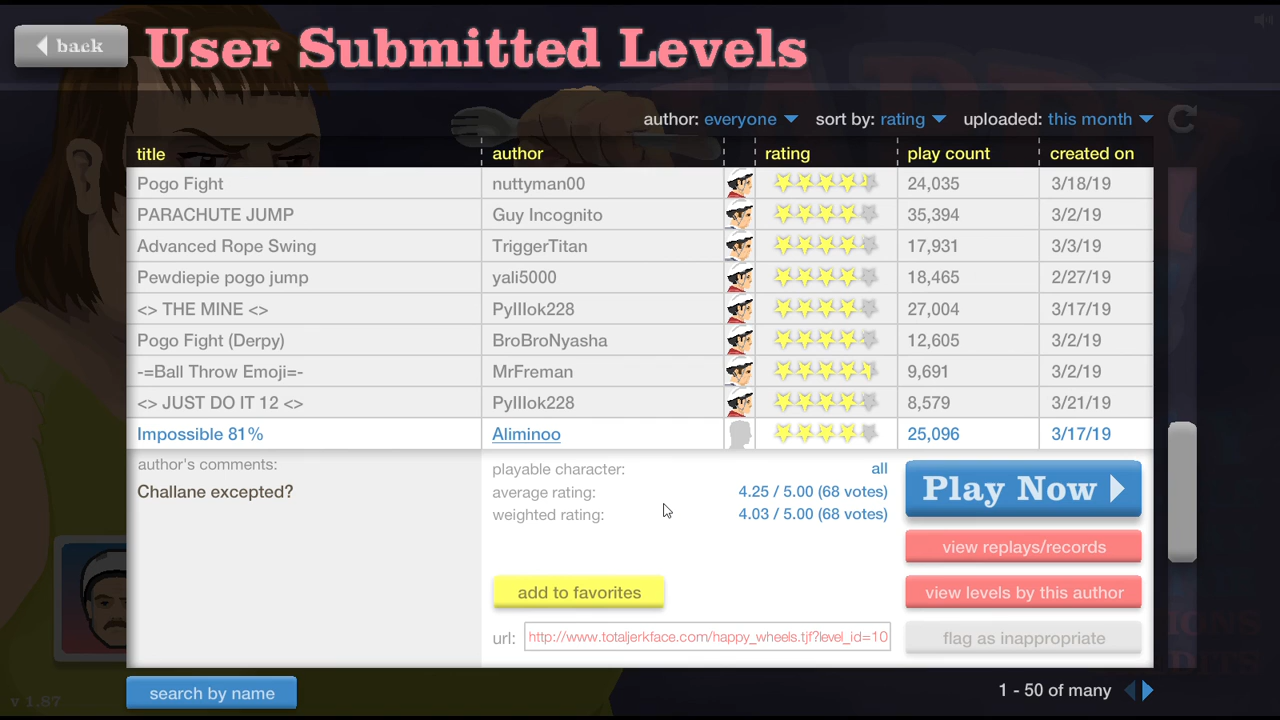 back
User Submitted Levels
author: everyone sort by: rating uploaded: this month
title author rating play count created on
Pogo Fight nuttyman00 24,035 3/18/19
PARACHUTE JUMP Guy Incognito 35,394 3/2/19
Advanced Rope Swing TriggerTitan 17,931 3/3/19
Pewdiepie pogo jump yali5000 18,465 2/27/19
<> THE MINE <> PyIIIok228 27,004 3/17/19
Pogo Fight (Derpy) BroBroNyasha 12,605 3/2/19
-=Ball Throw Emoji=- MrFreman 9,691 3/2/19
<> JUST DO IT 12 <> PyIIIok228 8,579 3/21/19
Impossible 81% Aliminoo 25,096 3/17/19
author's comments:
Challane excepted?
playable character: all
average rating: 4.25 / 5.00 (68 votes)
weighted rating: 4.03 / 5.00 (68 votes)
Play Now
view replays/records
add to favorites
view levels by this author
url: http://www.totaljerkface.com/happy_wheels.tjf?level_id=10
flag as inappropriate
search by name
1 - 50 of many
v 1.87